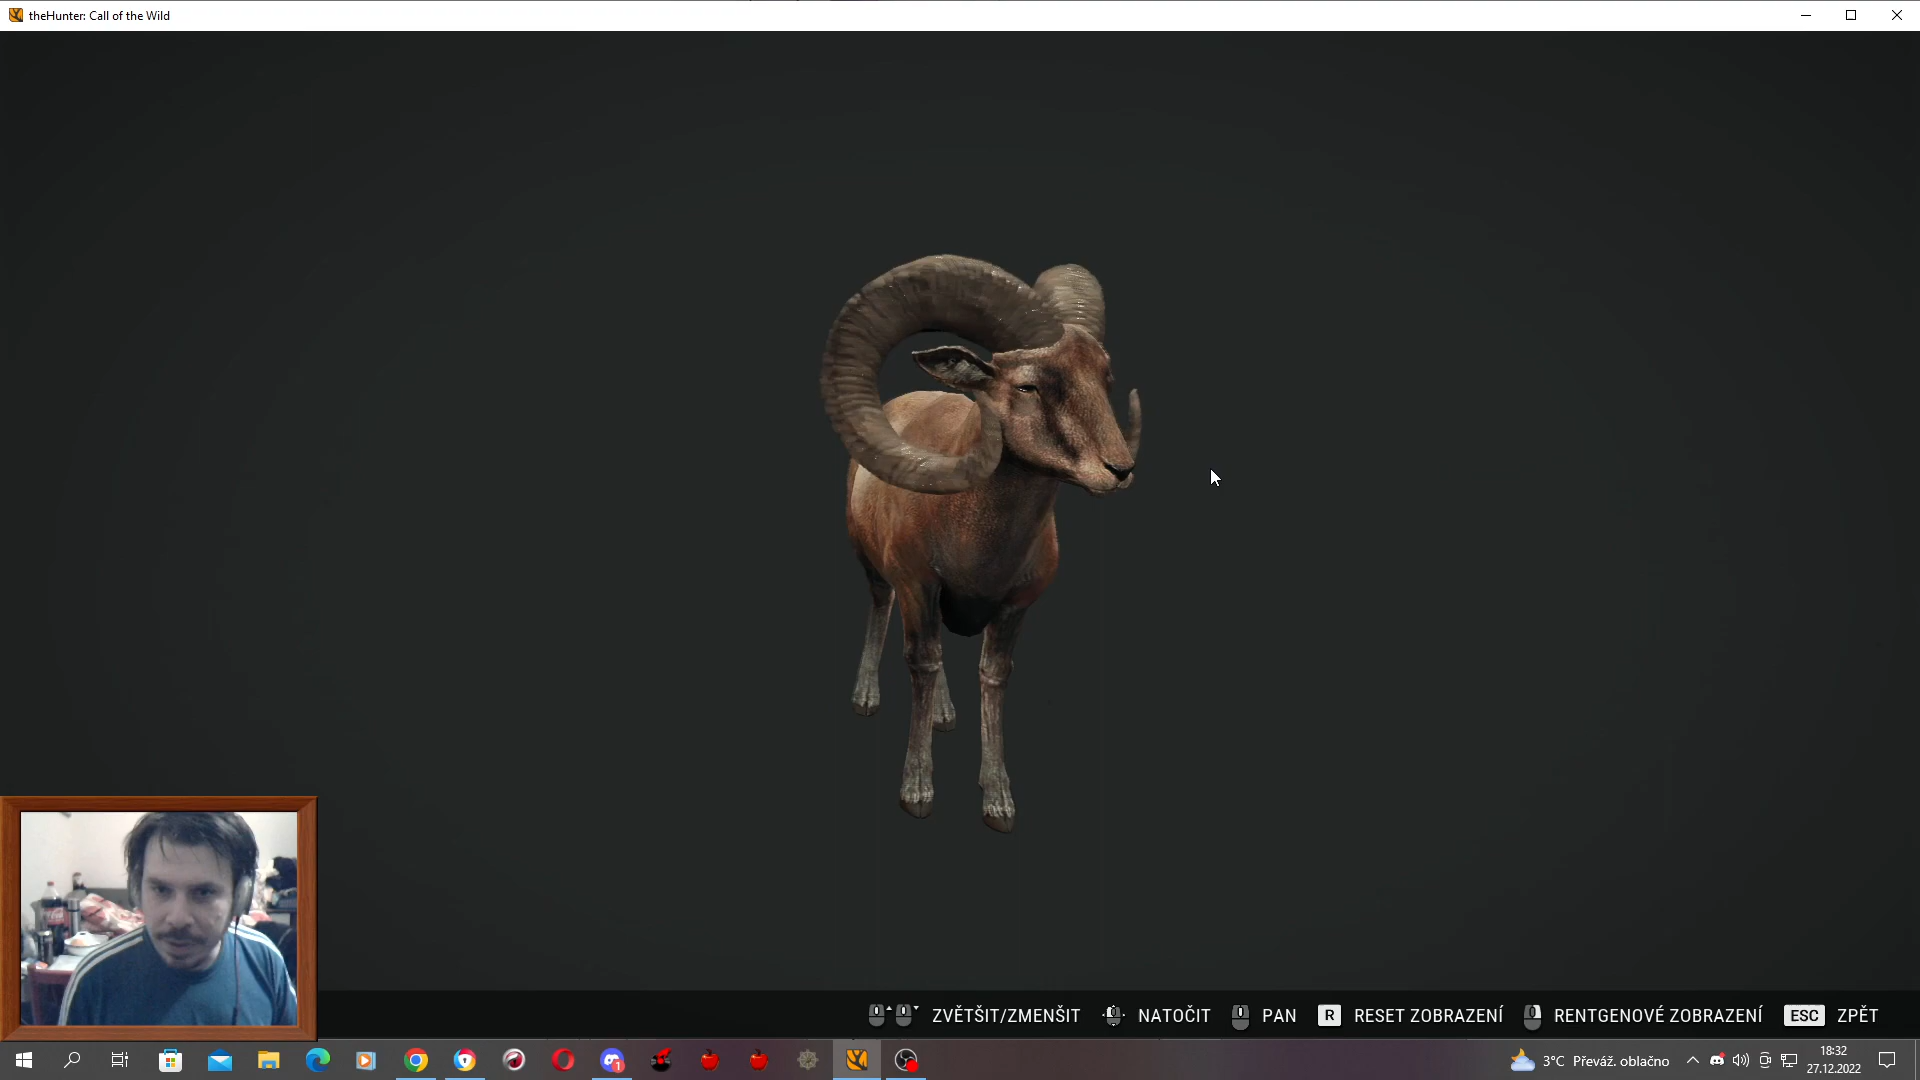 theHunter: Call of the Wild
ZVĚTŠIT/ZMENŠIT NATOČIT PAN R RESET ZOBRAZENÍ RENTGENOVÉ ZOBRAZENÍ ESC ZPĚT
1
3°C Převáž. oblačno
18:32
27.12.2022